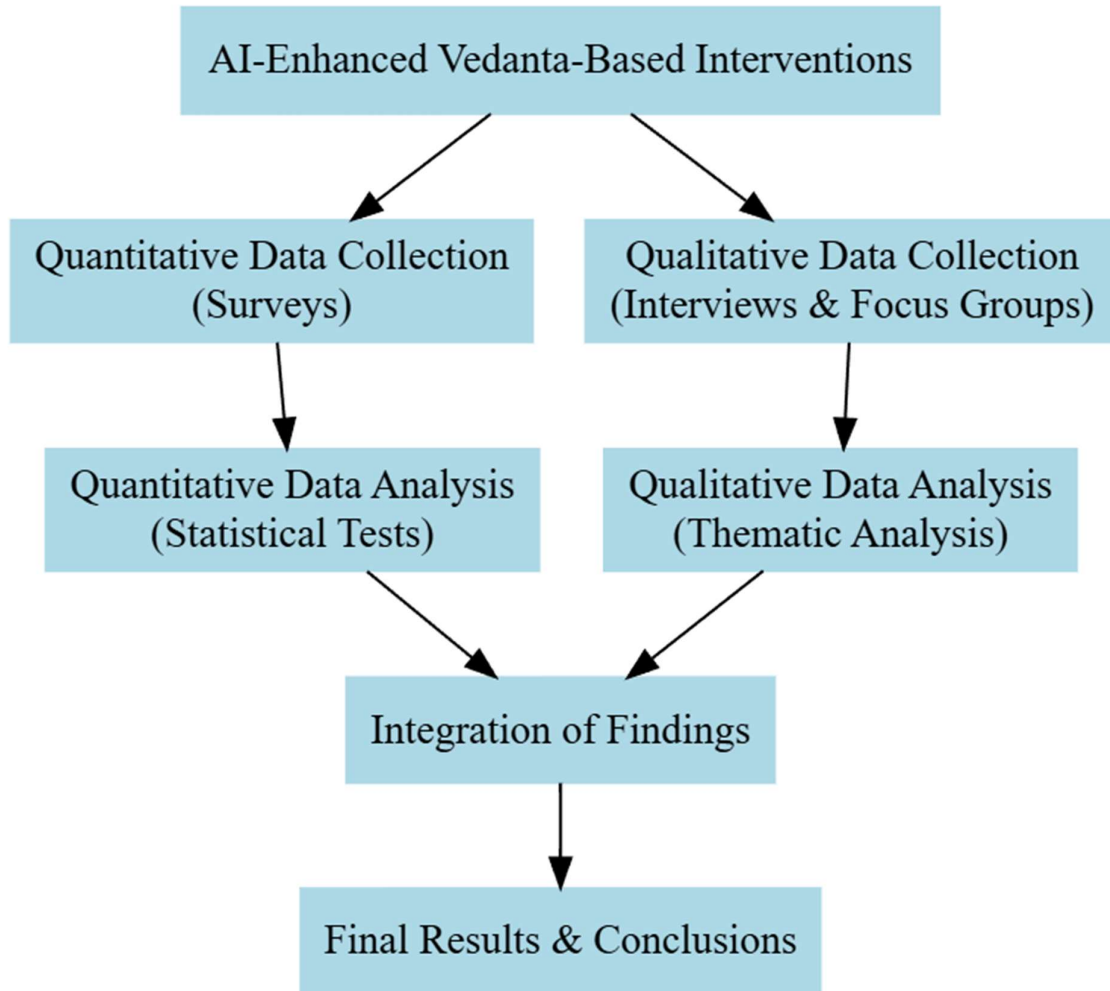 AI-Enhanced Vedanta-Based Interventions
Quantitative Data Collection
(Surveys)
Qualitative Data Collection
(Interviews & Focus Groups)
Quantitative Data Analysis
(Statistical Tests)
Qualitative Data Analysis
(Thematic Analysis)
Integration of Findings
Final Results & Conclusions